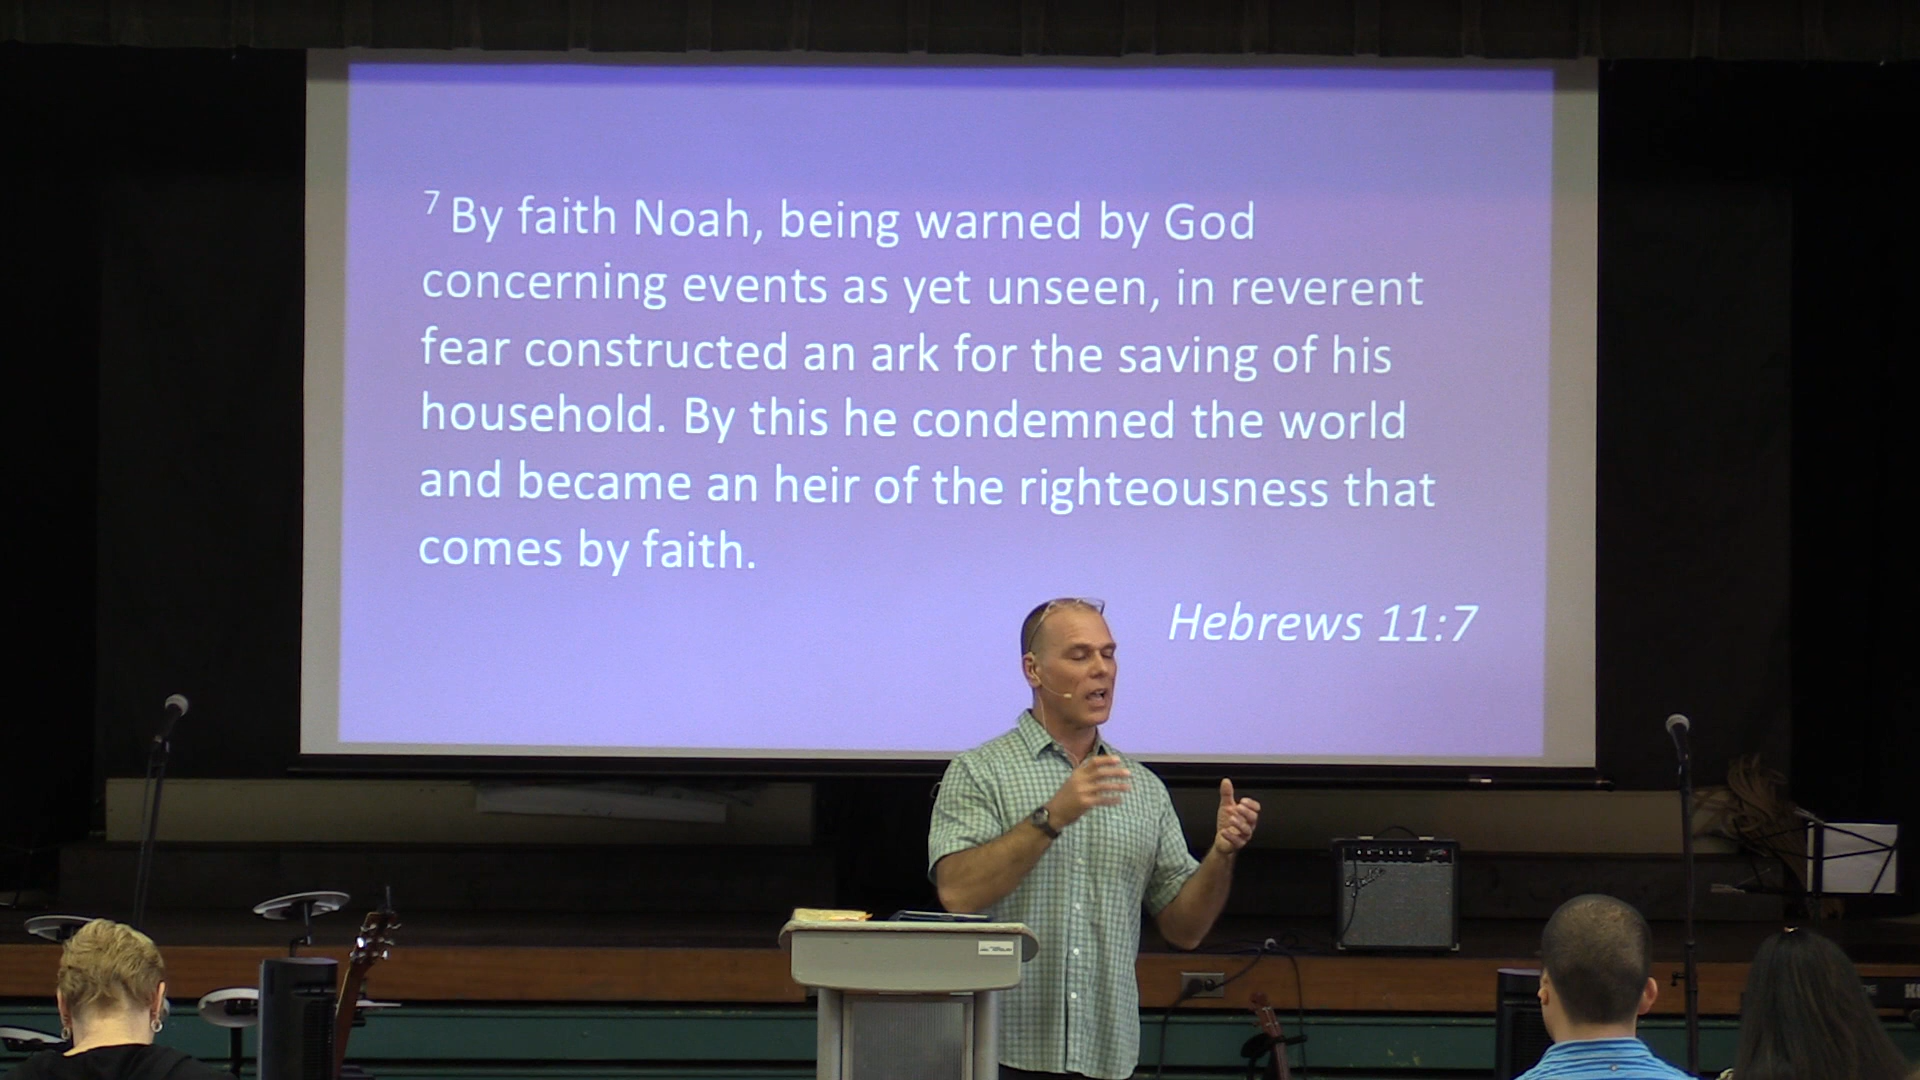 7 By faith Noah, being warned by God
concerning events as yet unseen, in reverent
fear constructed an ark for the saving of his
household. By this he condemned the world
and became an heir of the righteousness that
comes by faith.
Hebrews 11:7
Fender